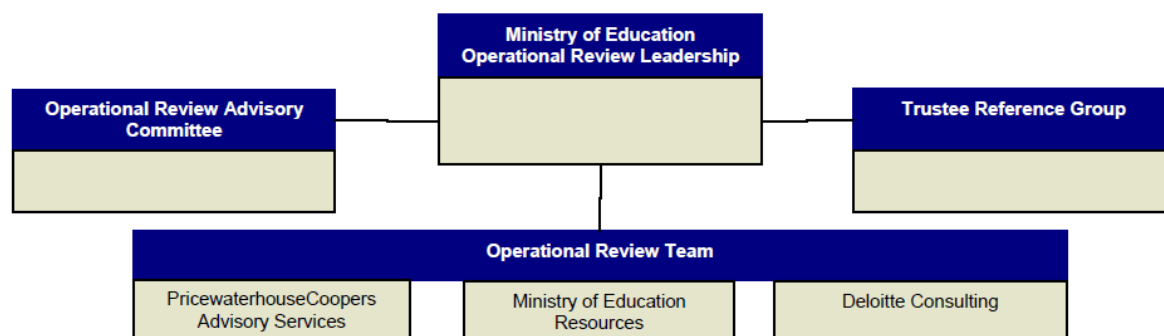 Ministry of Education
Operational Review Leadership
Operational Review Advisory
Committee
Trustee Reference Group
Operational Review Team
PricewaterhouseCoopers
Advisory Services
Ministry of Education
Resources
Deloitte Consulting